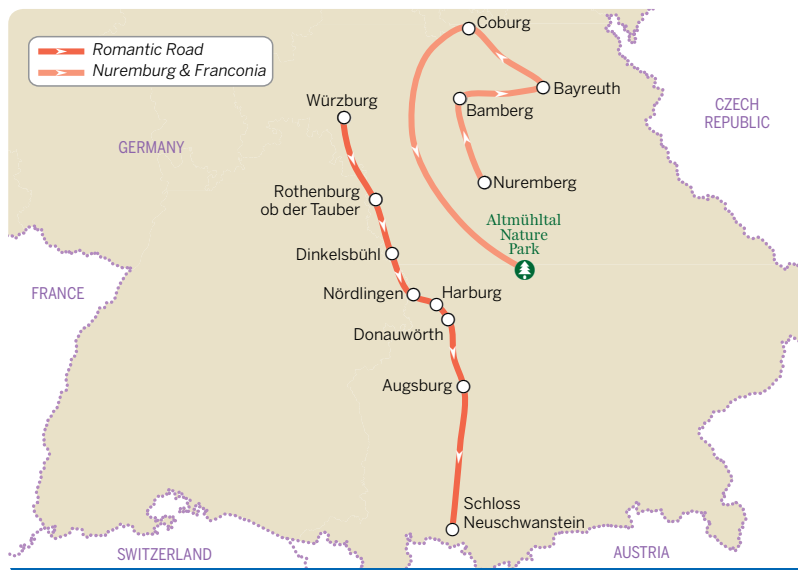 Romantic Road
Nuremburg & Franconia
Coburg
Bayreuth
Bamberg
CZECH
REPUBLIC
Würzburg
GERMANY
Nuremberg
Rothenburg
ob der Tauber
Altmühltal
Nature
Park
Dinkelsbühl
FRANCE
Nördlingen
Harburg
Donauwörth
Augsburg
Schloss
Neuschwanstein
SWITZERLAND
AUSTRIA